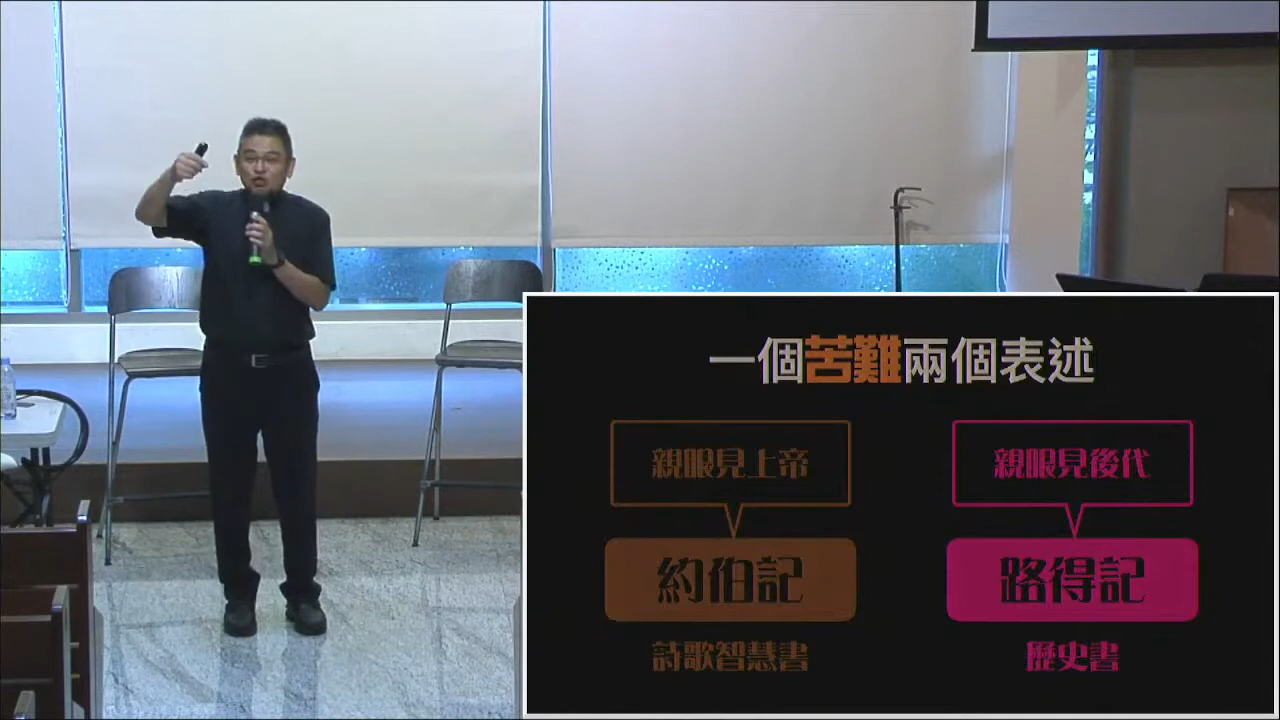 一個苦難兩個表述
親眼見上帝
親眼見後代
約伯記
路得記
詩歌智慧書
歷史書